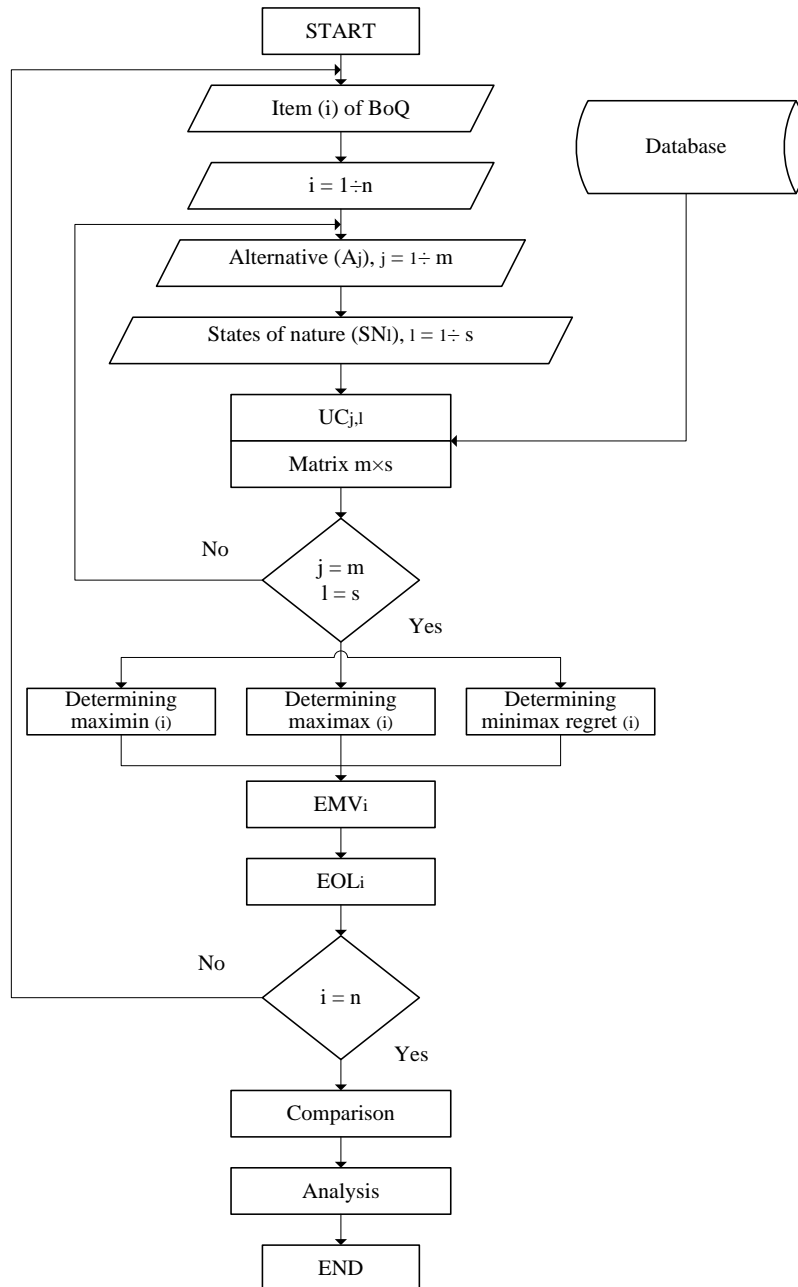 START
Item (i) of BoQ
Database
i = 1÷n
Alternative (Aj), j = 1÷ m
States of nature (SNl), l = 1÷ s
UCj,l
Matrix m×s
No
j = m
l = s
Yes
Determining
maximin (i)
Determining
maximax (i)
Determining
minimax regret (i)
EMVi
EOLi
No
i = n
Yes
Comparison
Analysis
END